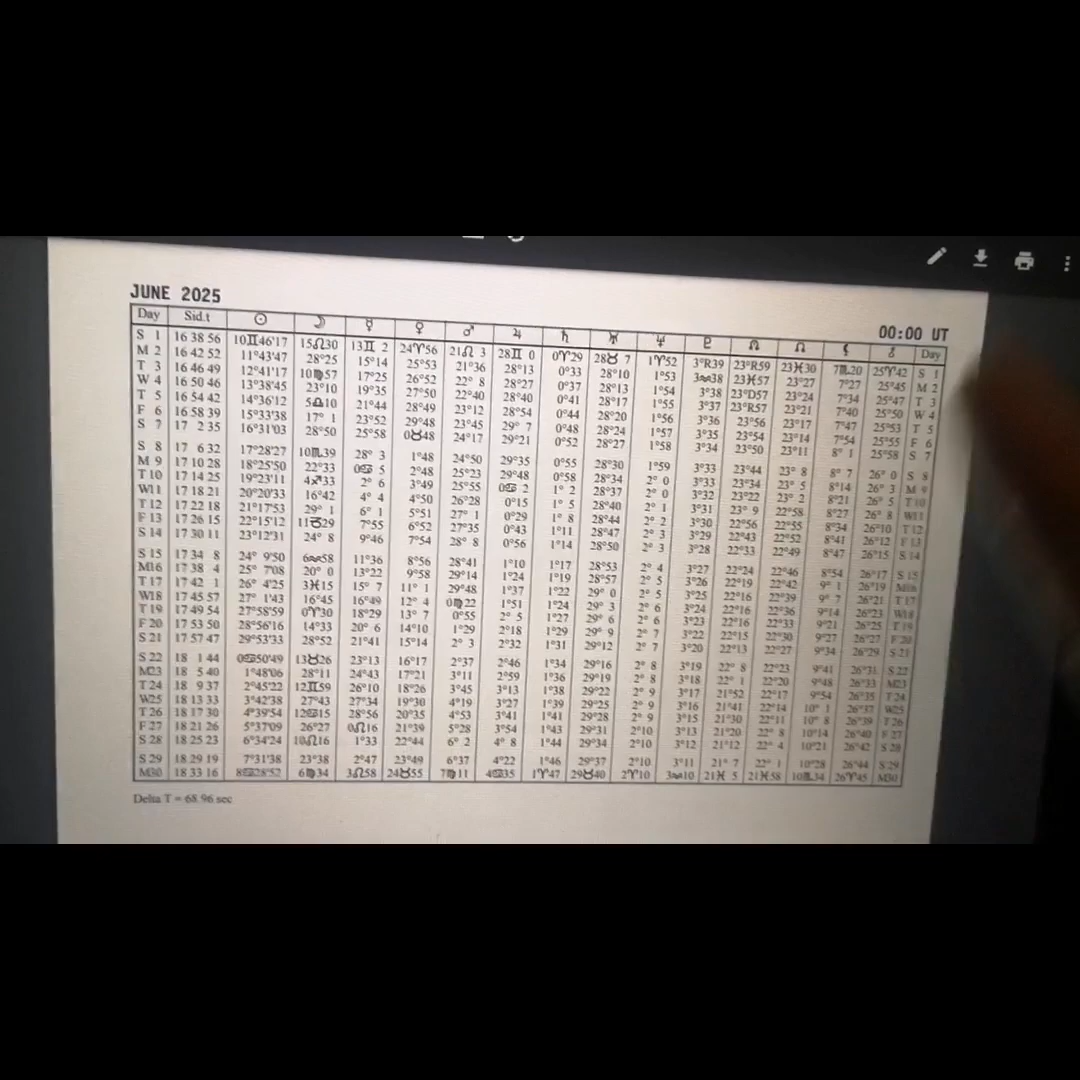 JUNE 2025
00:00 UT
Day Sid.t ☉ ☽ ☿ ♀ ♂ ♃ ♄ ♅ ♆ ♇ ☊ ☊ ⚸ ⚷ Day
S 1 16 38 56 10♊46'17 15♌30 13♊ 2 24♈56 21♌ 3 28♊ 0 0♈29 28♉ 7 1♈52 3°R39 23°R59 23♓30 7♏20 25♈42 S 1
M 2 16 42 52 11°43'47 28°25 15°14 25°53 21°36 28°13 0°33 28°10 1°53 3♒38 23♓57 23°27 7°27 25°45 M 2
T 3 16 46 49 12°41'17 10♍57 17°25 26°52 22° 8 28°27 0°37 28°13 1°54 3°38 23°D57 23°24 7°34 25°47 T 3
W 4 16 50 46 13°38'45 23°10 19°35 27°50 22°40 28°40 0°41 28°17 1°55 3°37 23°R57 23°21 7°40 25°50 W 4
T 5 16 54 42 14°36'12 5♎10 21°44 28°49 23°12 28°54 0°44 28°20 1°56 3°36 23°56 23°17 7°47 25°53 T 5
F 6 16 58 39 15°33'38 17° 1 23°52 29°48 23°45 29° 7 0°48 28°24 1°57 3°35 23°54 23°14 7°54 25°55 F 6
S 7 17 2 35 16°31'03 28°50 25°58 0♉48 24°17 29°21 0°52 28°27 1°58 3°34 23°50 23°11 8° 1 25°58 S 7
S 8 17 6 32 17°28'27 10♏39 28° 3 1°48 24°50 29°35 0°55 28°30 1°59 3°33 23°44 23° 8 8° 7 26° 0 S 8
M 9 17 10 28 18°25'50 22°33 0♋ 5 2°48 25°23 29°48 0°58 28°34 2° 0 3°33 23°34 23° 5 8°14 26° 3 M 9
T 10 17 14 25 19°23'11 4♐33 2° 6 3°49 25°55 0♋ 2 1° 2 28°37 2° 0 3°32 23°22 23° 2 8°21 26° 5 T 10
W11 17 18 21 20°20'33 16°42 4° 4 4°50 26°28 0°15 1° 5 28°40 2° 1 3°31 23° 9 22°58 8°27 26° 8 W11
T 12 17 22 18 21°17'53 29° 1 6° 1 5°51 27° 1 0°29 1° 8 28°44 2° 2 3°30 22°56 22°55 8°34 26°10 T 12
F 13 17 26 15 22°15'12 11♑29 7°55 6°52 27°35 0°43 1°11 28°47 2° 3 3°29 22°43 22°52 8°41 26°12 F 13
S 14 17 30 11 23°12'31 24° 8 9°46 7°54 28° 8 0°56 1°14 28°50 2° 3 3°28 22°33 22°49 8°47 26°15 S 14
S 15 17 34 8 24° 9'50 6♒58 11°36 8°56 28°41 1°10 1°17 28°53 2° 4 3°27 22°24 22°46 8°54 26°17 S 15
M16 17 38 4 25° 7'08 20° 0 13°22 9°58 29°14 1°24 1°19 28°57 2° 5 3°26 22°19 22°42 9° 1 26°19 M16
T 17 17 42 1 26° 4'25 3♓15 15° 7 11° 1 29°48 1°37 1°22 29° 0 2° 5 3°25 22°16 22°39 9° 7 26°21 T 17
W18 17 45 57 27° 1'43 16°45 16°49 12° 4 0♍22 1°51 1°24 29° 3 2° 6 3°24 22°16 22°36 9°14 26°23 W18
T 19 17 49 54 27°58'59 0♈30 18°29 13° 7 0°55 2° 5 1°27 29° 6 2° 6 3°23 22°16 22°33 9°21 26°25 T 19
F 20 17 53 50 28°56'16 14°33 20° 6 14°10 1°29 2°18 1°29 29° 9 2° 7 3°22 22°15 22°30 9°27 26°27 F 20
S 21 17 57 47 29°53'33 28°52 21°41 15°14 2° 3 2°32 1°31 29°12 2° 7 3°20 22°13 22°27 9°34 26°29 S 21
S 22 18 1 44 0♋50'49 13♉26 23°13 16°17 2°37 2°46 1°34 29°16 2° 8 3°19 22° 8 22°23 9°41 26°31 S 22
M23 18 5 40 1°48'06 28°11 24°43 17°21 3°11 2°59 1°36 29°19 2° 8 3°18 22° 1 22°20 9°48 26°33 M23
T 24 18 9 37 2°45'22 12♊59 26°10 18°26 3°45 3°13 1°38 29°22 2° 9 3°17 21°52 22°17 9°54 26°35 T 24
W25 18 13 33 3°42'38 27°43 27°34 19°30 4°19 3°27 1°39 29°25 2° 9 3°16 21°41 22°14 10° 1 26°37 W25
T 26 18 17 30 4°39'54 12♋15 28°56 20°35 4°53 3°41 1°41 29°28 2° 9 3°15 21°30 22°11 10° 8 26°39 T 26
F 27 18 21 26 5°37'09 26°27 0♌16 21°39 5°28 3°54 1°43 29°31 2°10 3°13 21°20 22° 8 10°14 26°40 F 27
S 28 18 25 23 6°34'24 10♌16 1°33 22°44 6° 2 4° 8 1°44 29°34 2°10 3°12 21°12 22° 4 10°21 26°42 S 28
S 29 18 29 19 7°31'38 23°38 2°47 23°49 6°37 4°22 1°46 29°37 2°10 3°11 21° 7 22° 1 10°28 26°44 S 29
M30 18 33 16 8♋28'52 6♍34 3♌58 24♉55 7♍11 4♋35 1♈47 29♉40 2♈10 3♒10 21♓ 5 21♓58 10♏34 26♈45 M30
Delta T = 68.96 sec